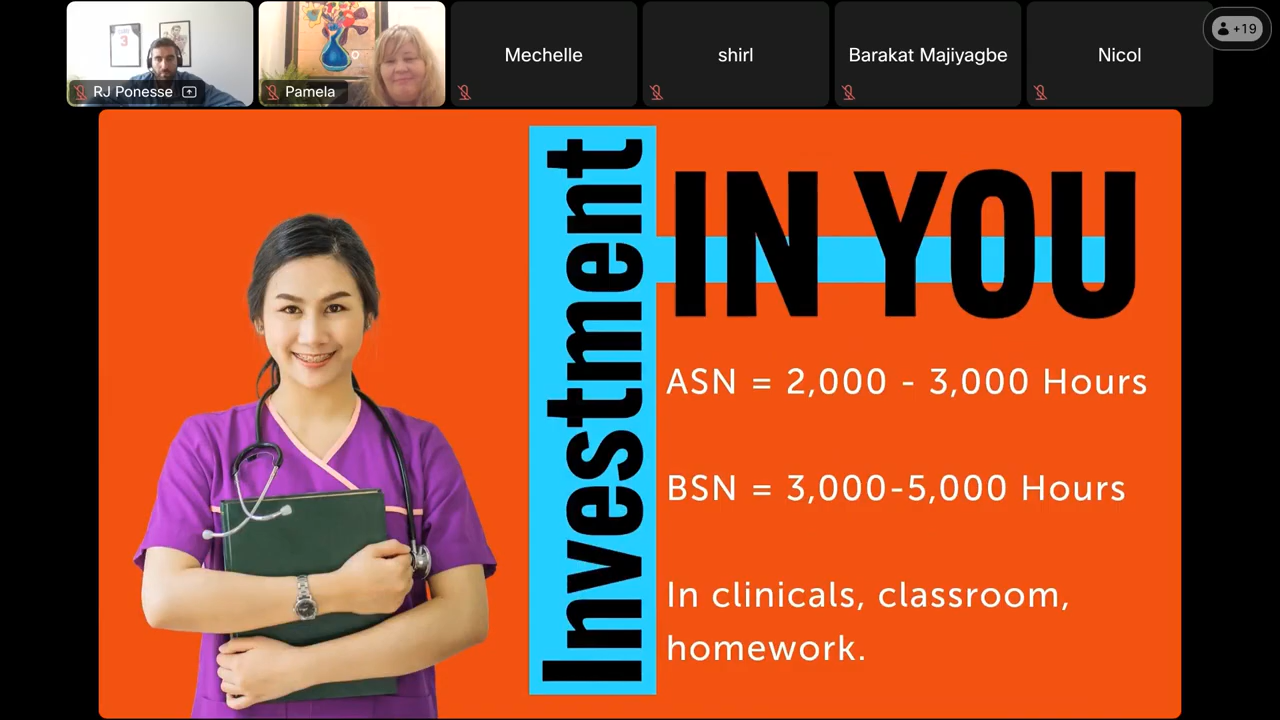 RJ Ponesse
Pamela
Mechelle
shirl
Barakat Majiyagbe
Nicol
+19
3
Investment
IN YOU
ASN = 2,000 - 3,000 Hours
BSN = 3,000-5,000 Hours
In clinicals, classroom,
homework.